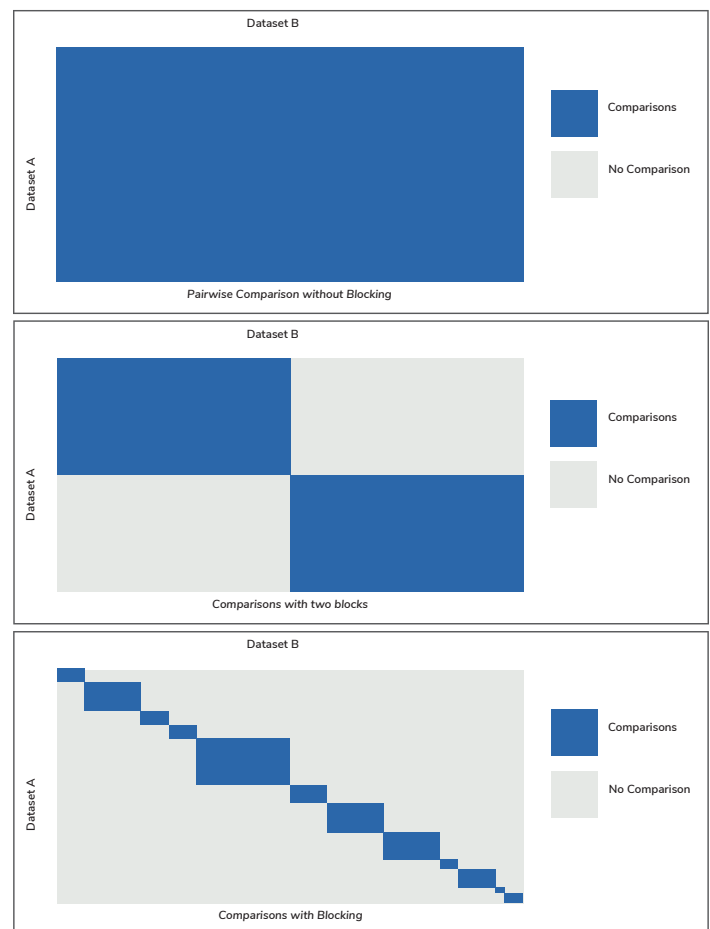 Dataset B
Comparisons
Dataset A
No Comparison
Pairwise Comparison without Blocking
Dataset B
Comparisons
Dataset A
No Comparison
Comparisons with two blocks
Dataset B
Comparisons
Dataset A
No Comparison
Comparisons with Blocking